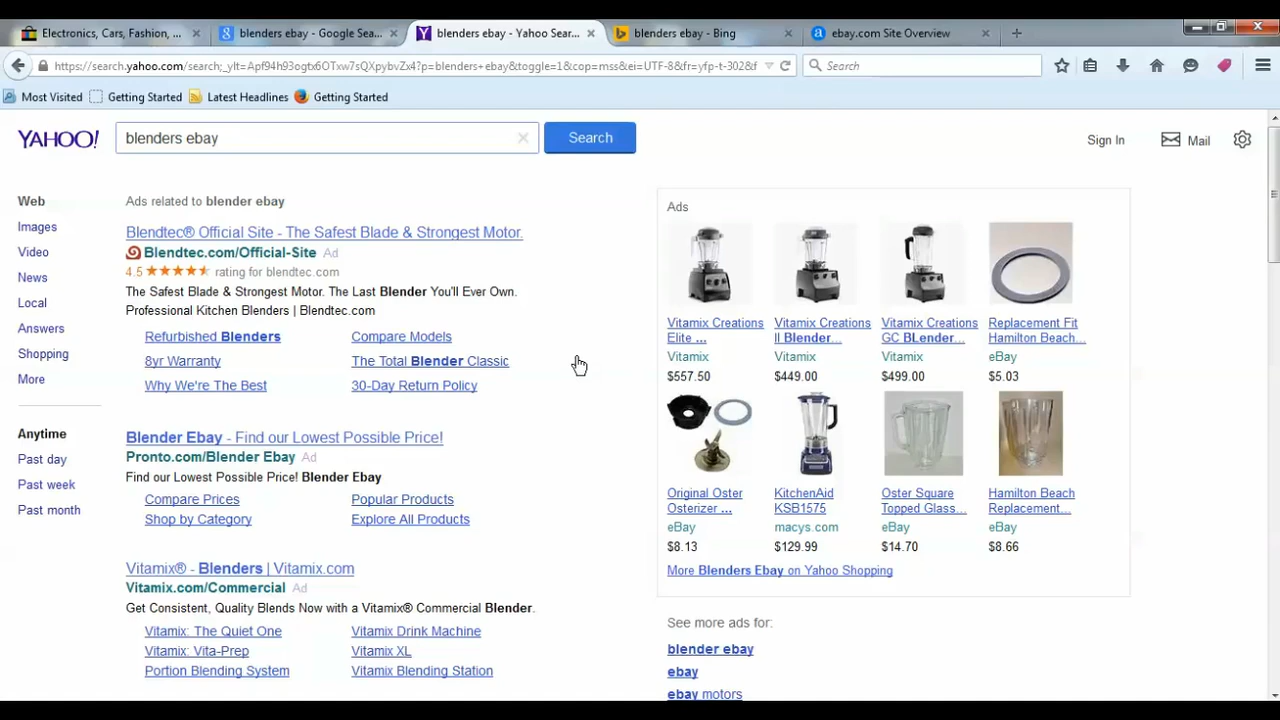 Electronics, Cars, Fashion, ...
blenders ebay - Google Sea...
blenders ebay - Yahoo Sear...
blenders ebay - Bing
ebay.com Site Overview
https://search.yahoo.com/search;_ylt=Apf94h93ogtx6OTxw7sQXpybvZx4?p=blenders+ebay&toggle=1&cop=mss&ei=UTF-8&fr=yfp-t-302&f
Search
Most Visited
Getting Started
Latest Headlines
Getting Started
YAHOO!
blenders ebay
Search
Sign In
Mail
Web
Images
Video
News
Local
Answers
Shopping
More
Anytime
Past day
Past week
Past month
Ads related to blender ebay
Blendtec® Official Site - The Safest Blade & Strongest Motor.
Blendtec.com/Official-Site Ad
4.5 ★★★★★ rating for blendtec.com
The Safest Blade & Strongest Motor. The Last Blender You'll Ever Own.
Professional Kitchen Blenders | Blendtec.com
Refurbished Blenders Compare Models
8yr Warranty The Total Blender Classic
Why We're The Best 30-Day Return Policy
Blender Ebay - Find our Lowest Possible Price!
Pronto.com/Blender Ebay Ad
Find our Lowest Possible Price! Blender Ebay
Compare Prices Popular Products
Shop by Category Explore All Products
Vitamix® - Blenders | Vitamix.com
Vitamix.com/Commercial Ad
Get Consistent, Quality Blends Now with a Vitamix® Commercial Blender.
Vitamix: The Quiet One Vitamix Drink Machine
Vitamix: Vita-Prep Vitamix XL
Portion Blending System Vitamix Blending Station
Ads
Vitamix Creations
Elite ...
Vitamix
$557.50
Vitamix Creations
II Blender...
Vitamix
$449.00
Vitamix Creations
GC BLender...
Vitamix
$499.00
Replacement Fit
Hamilton Beach...
eBay
$5.03
Original Oster
Osterizer ...
eBay
$8.13
KitchenAid
KSB1575
macys.com
$129.99
Oster Square
Topped Glass...
eBay
$14.70
Hamilton Beach
Replacement...
eBay
$8.66
More Blenders Ebay on Yahoo Shopping
See more ads for:
blender ebay
ebay
ebay motors